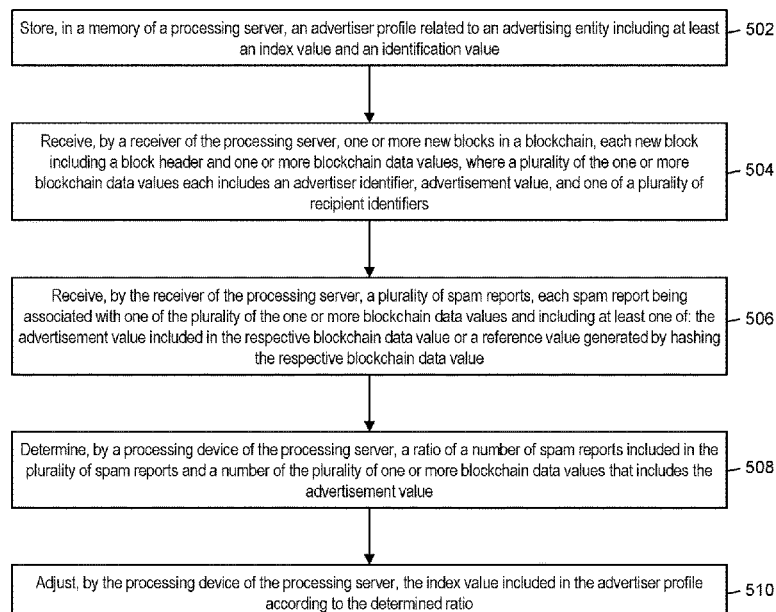 Store, in a memory of a processing server, an advertiser profile related to an advertising entity including at least
an index value and an identification value
502
Receive, by a receiver of the processing server, one or more new blocks in a blockchain, each new block
including a block header and one or more blockchain data values, where a plurality of the one or more
blockchain data values each includes an advertiser identifier, advertisement value, and one of a plurality of
recipient identifiers
504
Receive, by the receiver of the processing server, a plurality of spam reports, each spam report being
associated with one of the plurality of the one or more blockchain data values and including at least one of: the
advertisement value included in the respective blockchain data value or a reference value generated by hashing
the respective blockchain data value
506
Determine, by a processing device of the processing server, a ratio of a number of spam reports included in the
plurality of spam reports and a number of the plurality of one or more blockchain data values that includes the
advertisement value
508
Adjust, by the processing device of the processing server, the index value included in the advertiser profile
according to the determined ratio
510